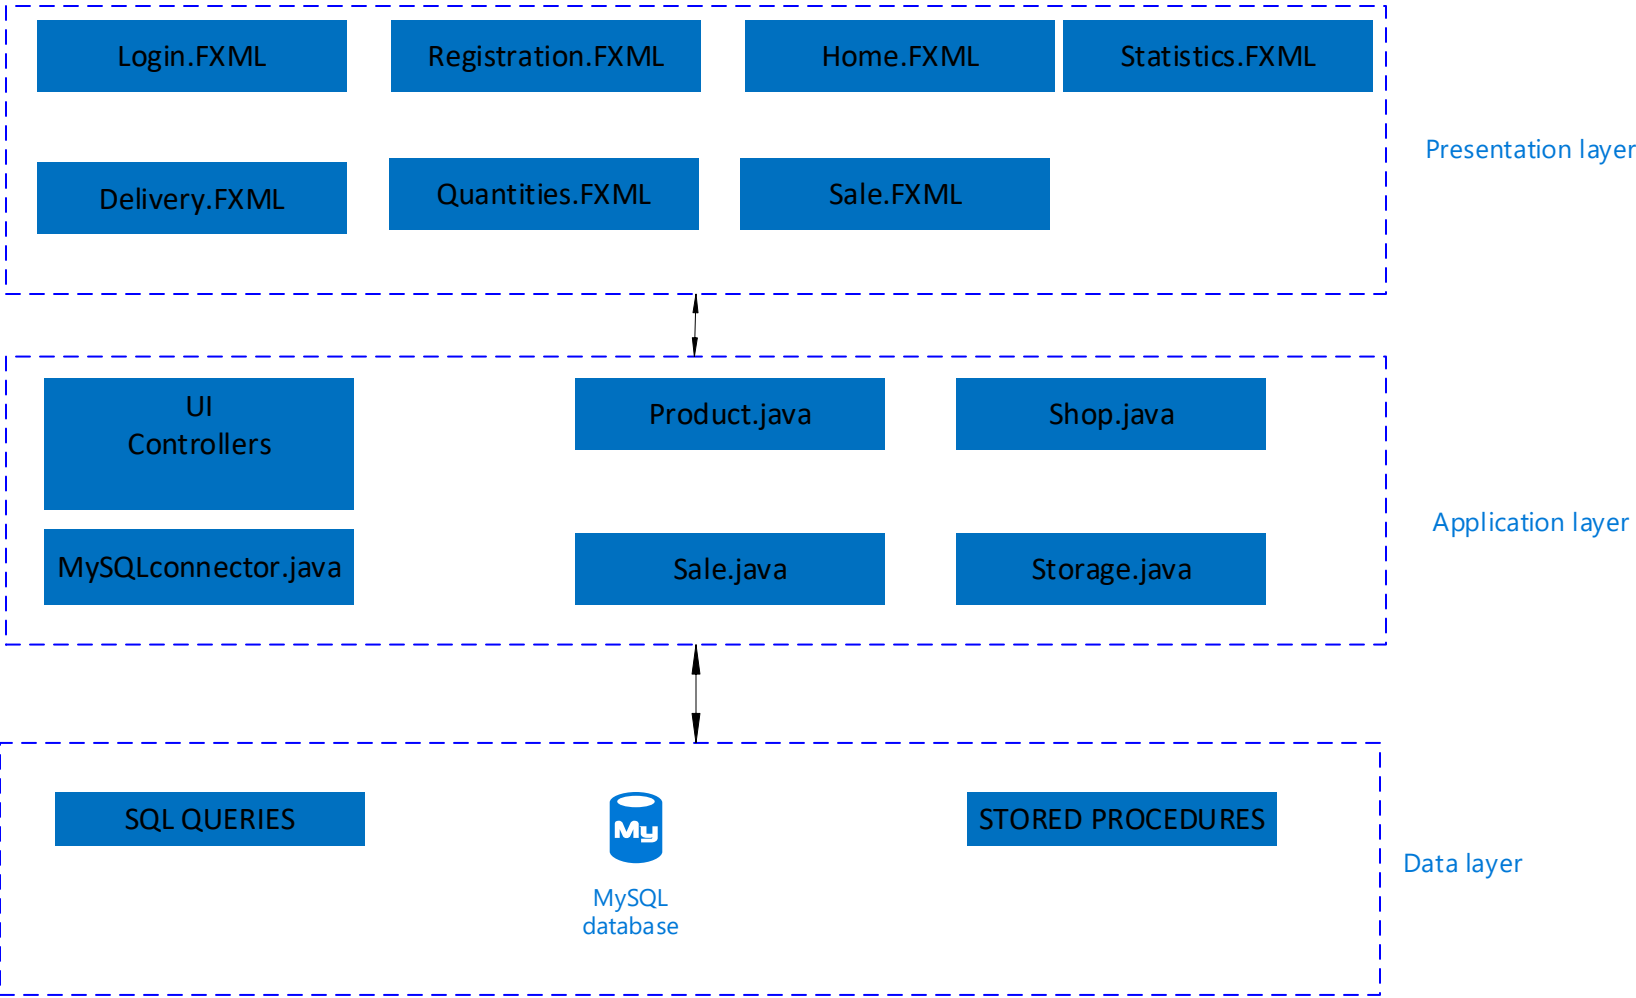 Login.FXML
Registration.FXML
Home.FXML
Statistics.FXML
Presentation layer
Delivery.FXML
Quantities.FXML
Sale.FXML
UI
Controllers
Product.java
Shop.java
Application layer
MySQLconnector.java
Sale.java
Storage.java
SQL QUERIES
My
STORED PROCEDURES
Data layer
MySQL
database